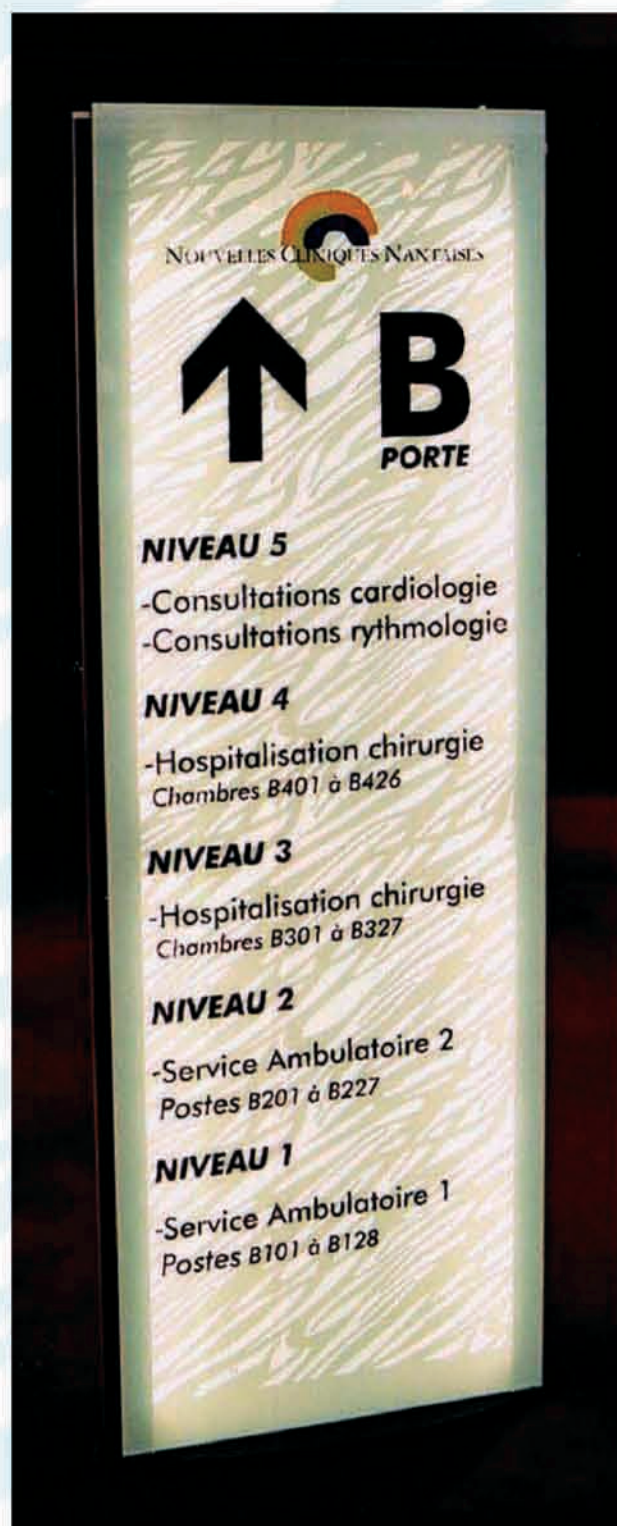 NOUVELLES CLINIQUES NANTAISES
B
PORTE
NIVEAU 5
-Consultations cardiologie
-Consultations rythmologie
NIVEAU 4
-Hospitalisation chirurgie
Chambres B401 à B426
NIVEAU 3
-Hospitalisation chirurgie
Chambres B301 à B327
NIVEAU 2
-Service Ambulatoire 2
Postes B201 à B227
NIVEAU 1
-Service Ambulatoire 1
Postes B101 à B128